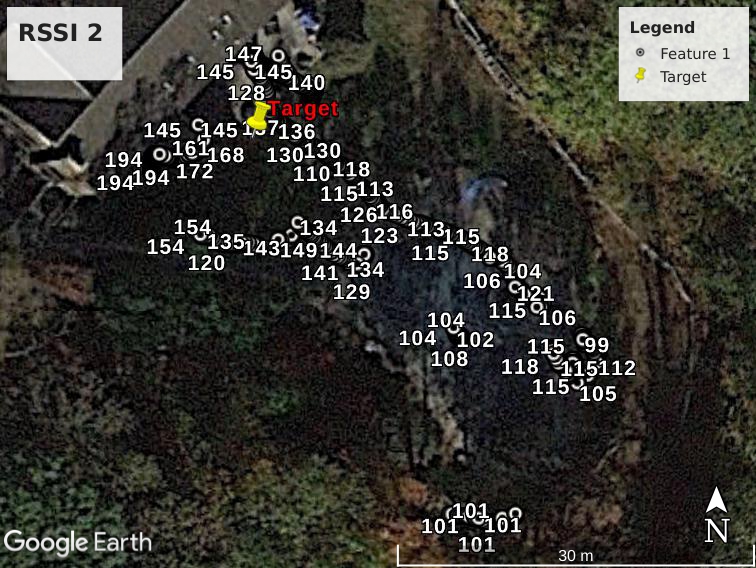 RSSI 2
Legend
Feature 1
Target
147
145 145
140
128
Target
145 145 137 136
161
194 168 130 130
194 194 172 110 118
115 113
126 116
154 134 113
154 135 143 149 144 123 115
120 141 134 115 118
129 106 104
121
115 106
104
104 102
108 115 99
118 115 112
115 105
101
101 101
101
30 m
N
Google Earth